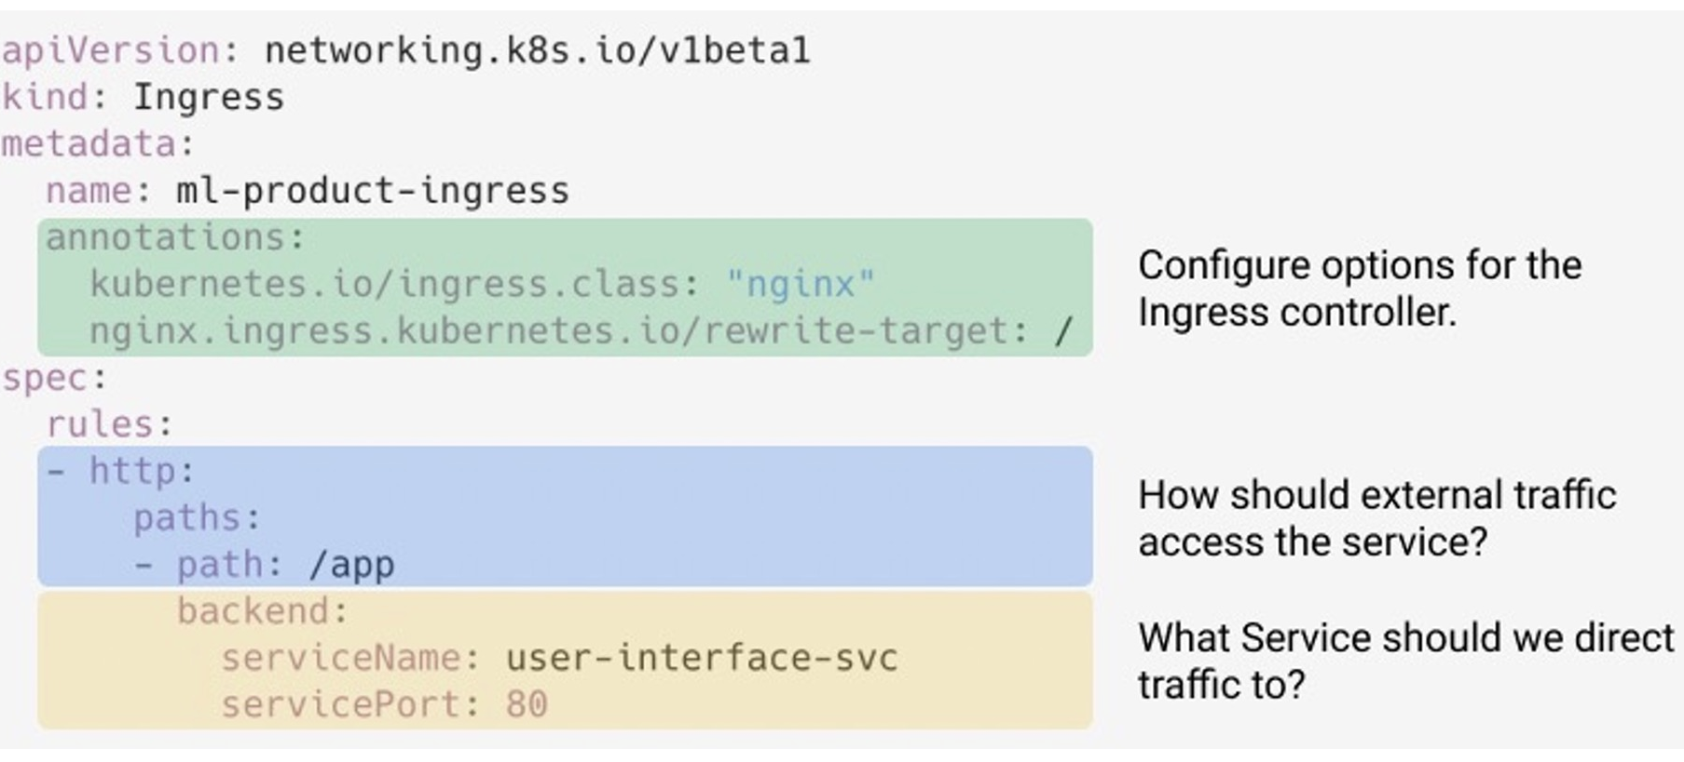 apiVersion: networking.k8s.io/v1beta1
kind: Ingress
metadata:
  name: ml-product-ingress
  annotations:
    kubernetes.io/ingress.class: "nginx"
    nginx.ingress.kubernetes.io/rewrite-target: /
Configure options for the
Ingress controller.
spec:
  rules:
  - http:
      paths:
      - path: /app
How should external traffic
access the service?
        backend:
          serviceName: user-interface-svc
          servicePort: 80
What Service should we direct
traffic to?